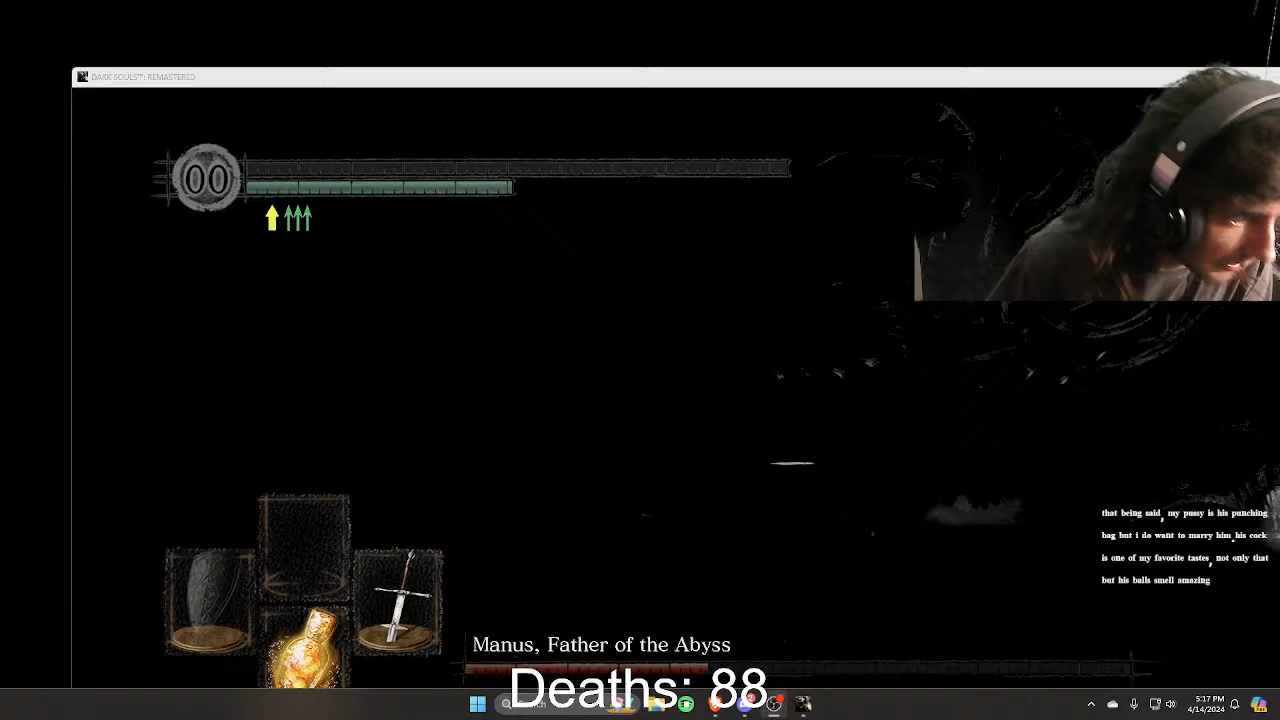 DARK SOULS™: REMASTERED
00
that being said, my pussy is his punching
bag but i do want to marry him.his cock
is one of my favorite tastes, not only that
but his balls smell amazing
Manus, Father of the Abyss
Deaths: 88
5:17 PM
4/14/2024